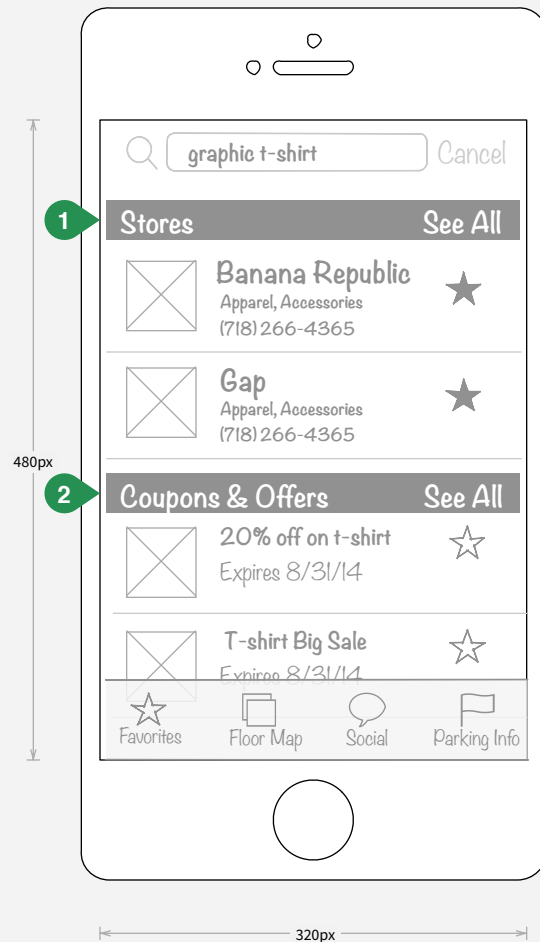 graphic t-shirt Cancel
1 Stores See All
Banana Republic
Apparel, Accessories
(718) 266-4365
Gap
Apparel, Accessories
(718) 266-4365
480px
2 Coupons & Offers See All
20% off on t-shirt
Expires 8/31/14
T-shirt Big Sale
Expires 8/31/14
Favorites Floor Map Social Parking Info
320px